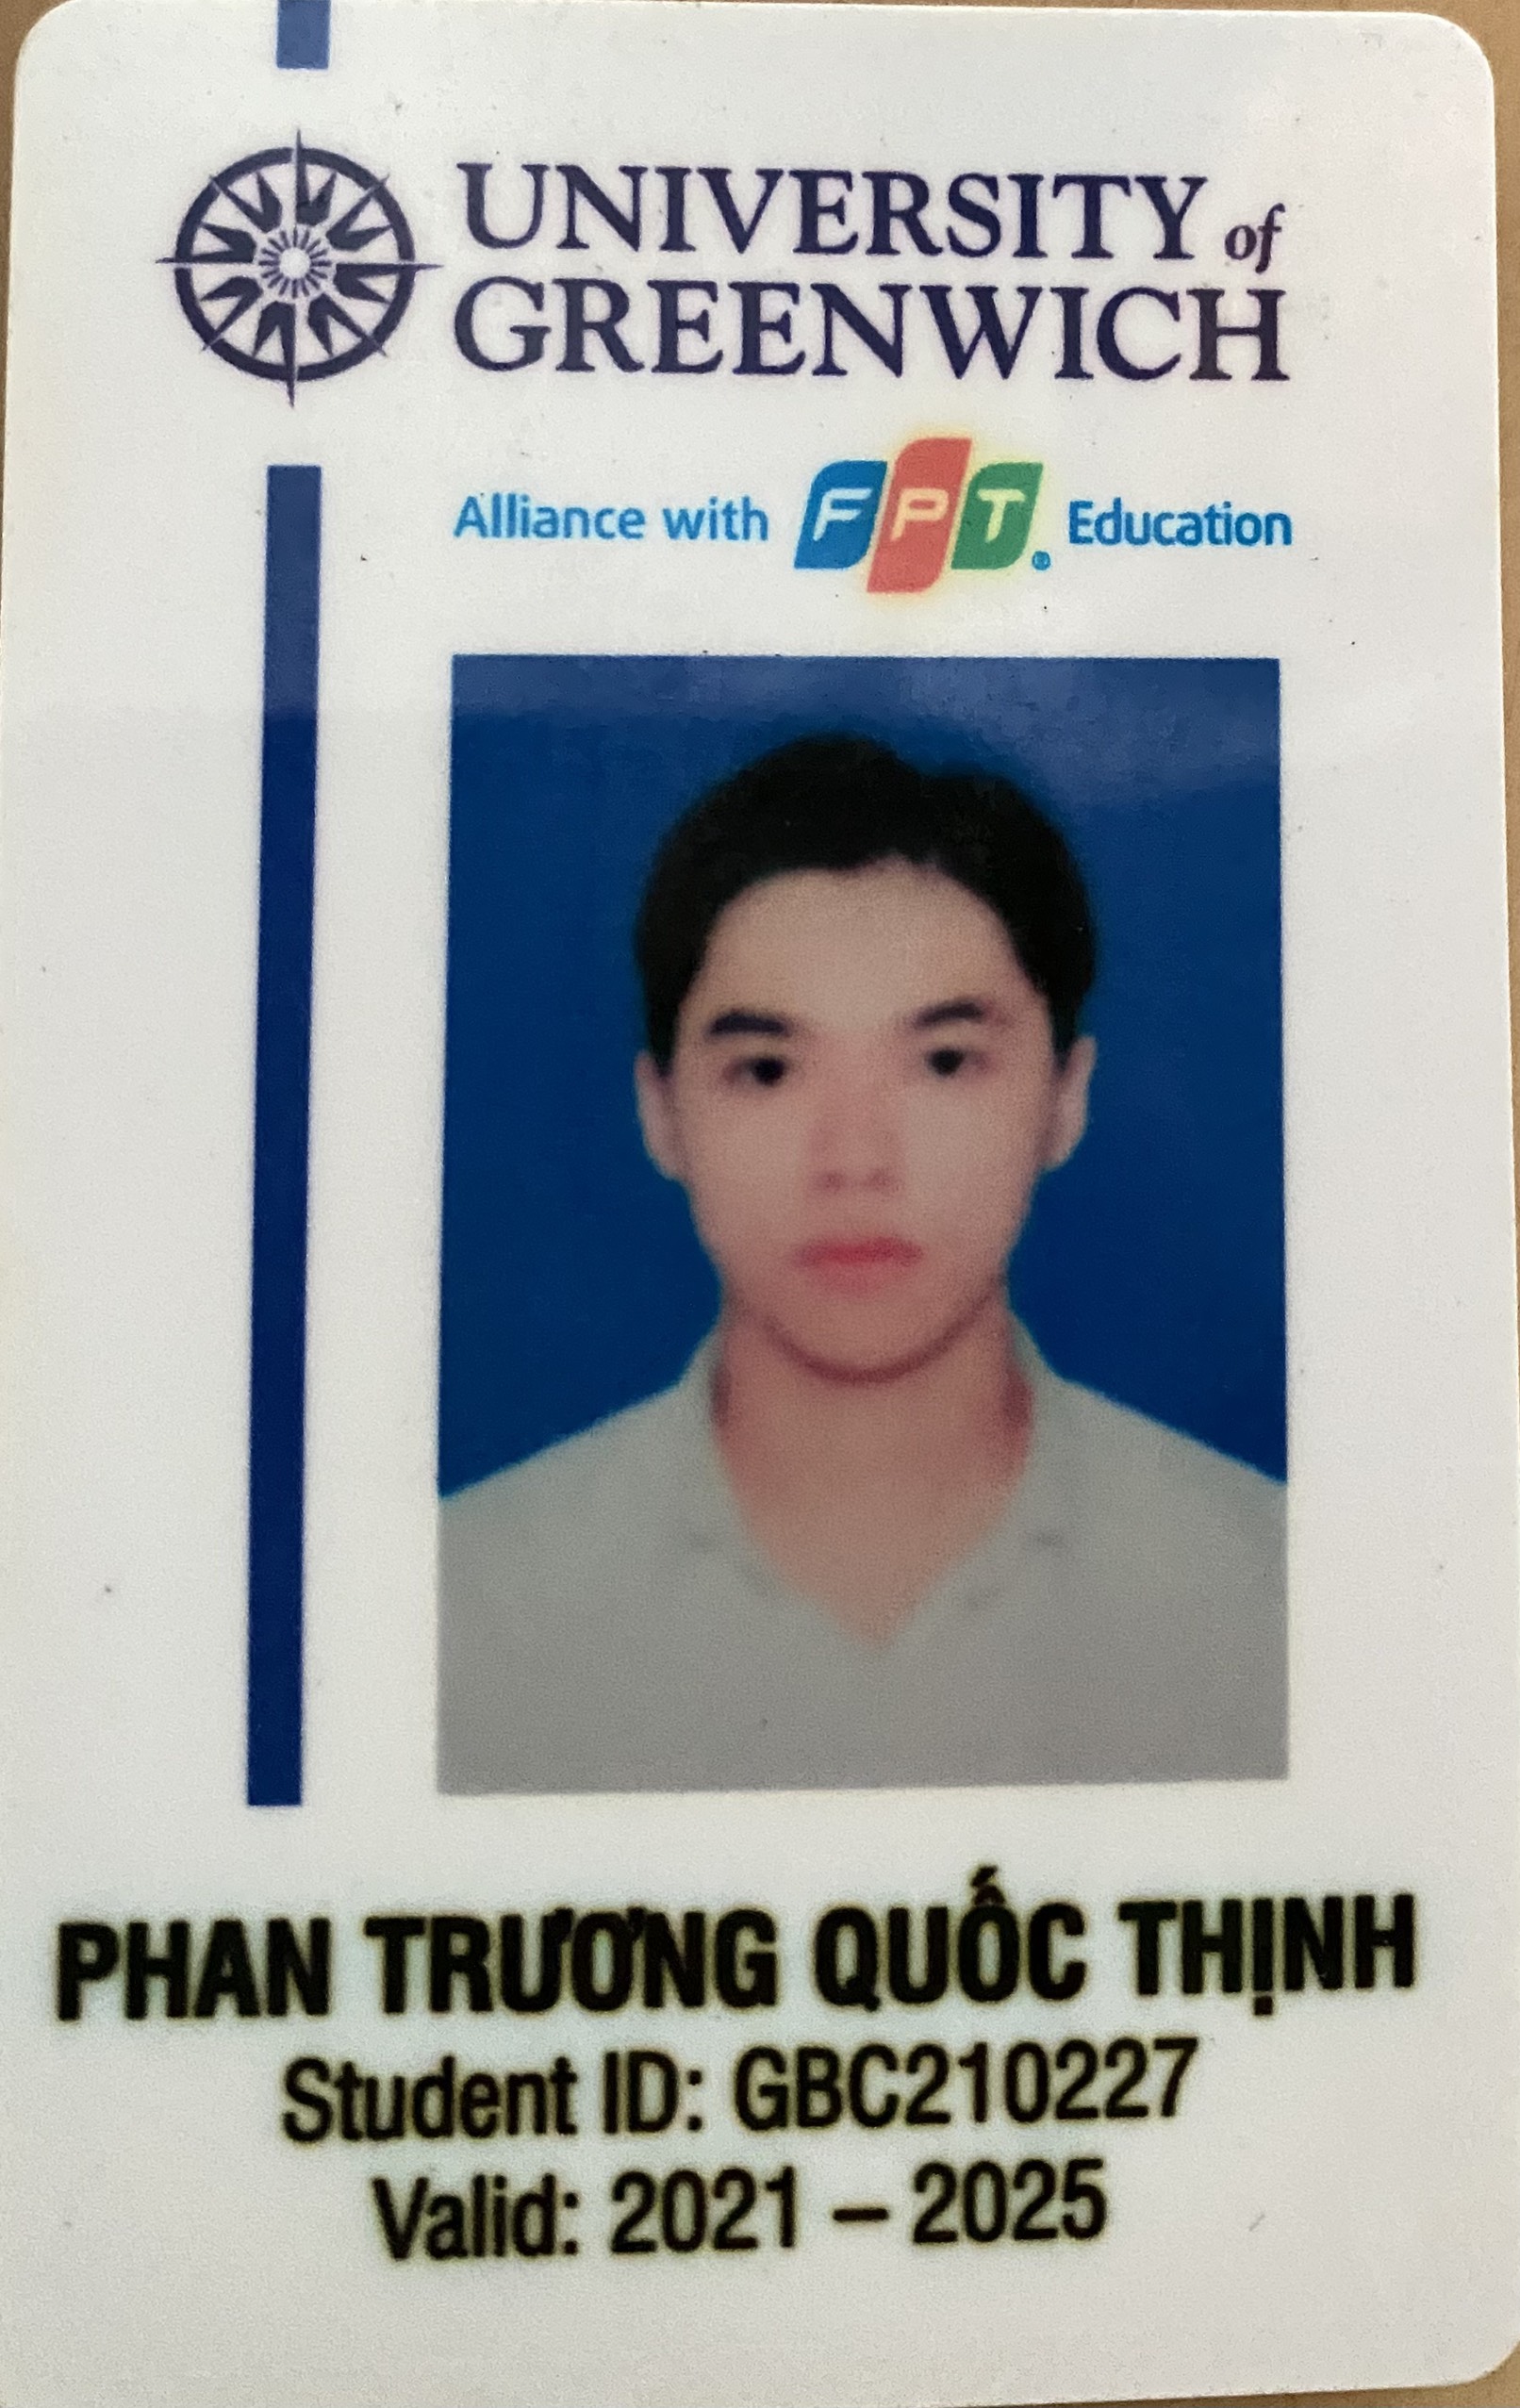 UNIVERSITY of
GREENWICH
Alliance with FPT® Education
PHAN TRƯƠNG QUỐC THỊNH
Student ID: GBC210227
Valid: 2021 – 2025